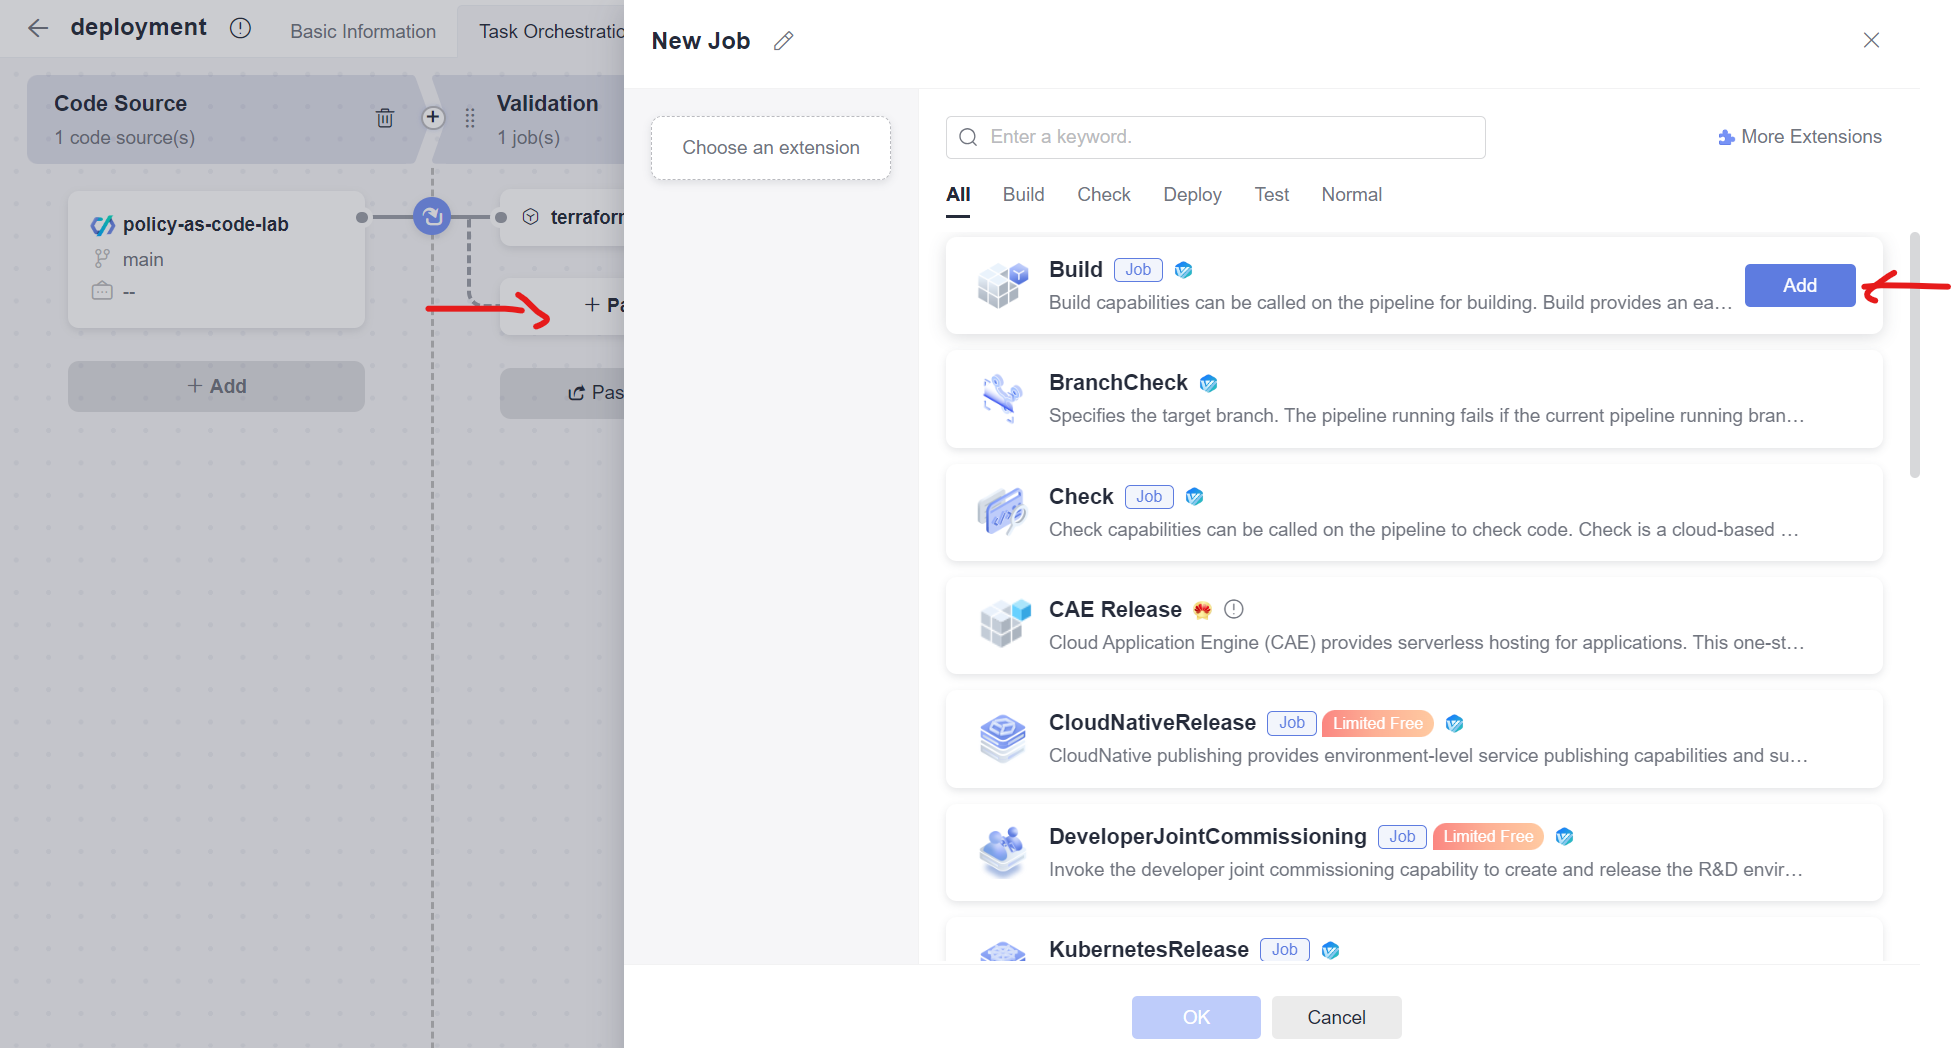 deployment
Basic Information
Task Orchestratio
Code Source
1 code source(s)
Validation
1 job(s)
policy-as-code-lab
main
--
+ Add
terraform
+ Pa
Pas
New Job
Choose an extension
Enter a keyword.
More Extensions
All
Build
Check
Deploy
Test
Normal
Build Job
Build capabilities can be called on the pipeline for building. Build provides an ea...
Add
BranchCheck
Specifies the target branch. The pipeline running fails if the current pipeline running bran...
Check Job
Check capabilities can be called on the pipeline to check code. Check is a cloud-based ...
CAE Release
Cloud Application Engine (CAE) provides serverless hosting for applications. This one-st...
CloudNativeRelease Job Limited Free
CloudNative publishing provides environment-level service publishing capabilities and su...
DeveloperJointCommissioning Job Limited Free
Invoke the developer joint commissioning capability to create and release the R&D envir...
KubernetesRelease Job
OK
Cancel